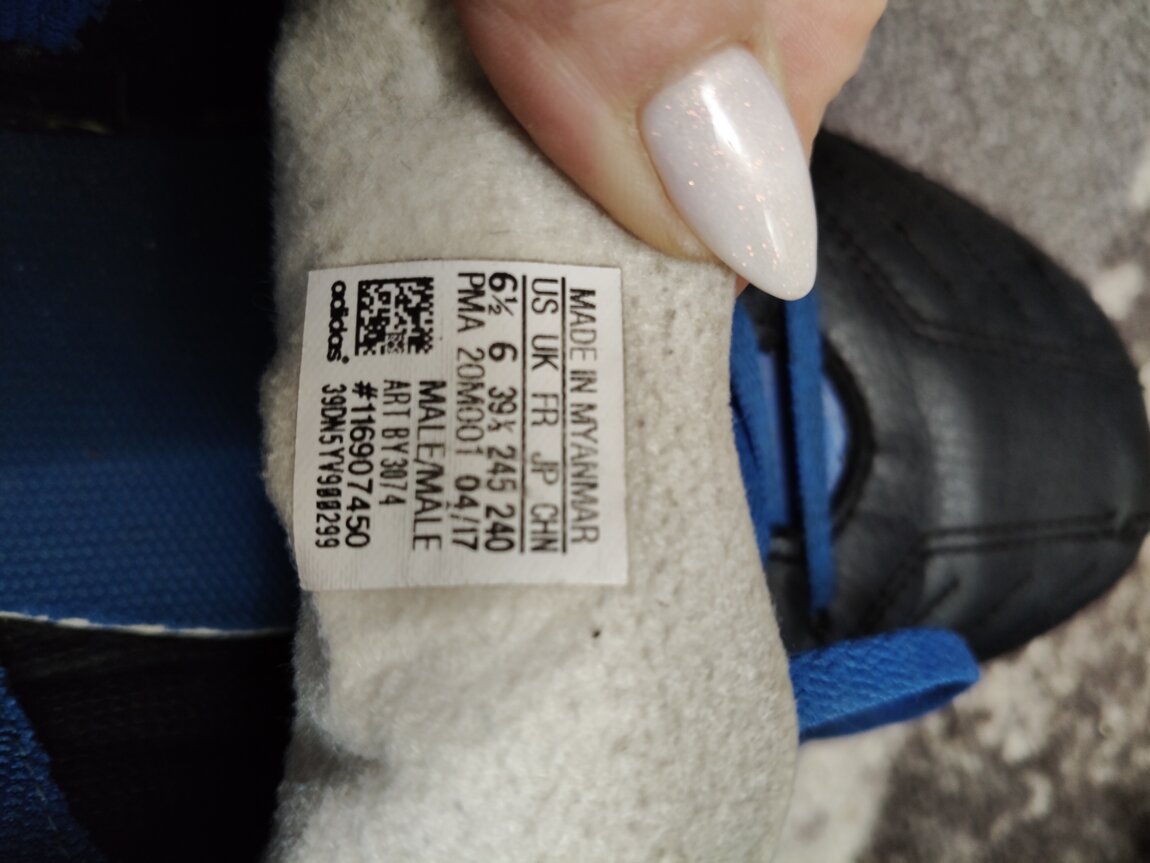 MADE IN MYANMAR
US UK FR JP CHN
6½ 6 39⅓ 245 240
PMA 20M001 04/17
MALE/MÂLE
ART BY3074
#116907450
39DN5YV900299
adidas